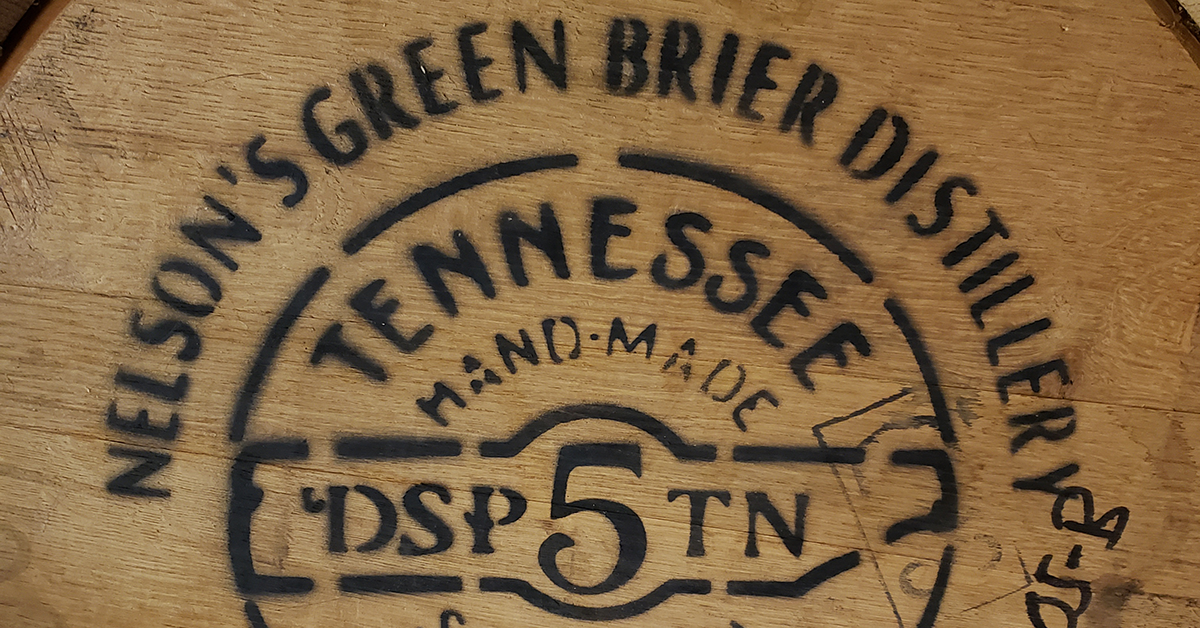 NELSON'S GREEN BRIER DISTILLERY
TENNESSEE
HAND·MADE
DSP 5 TN